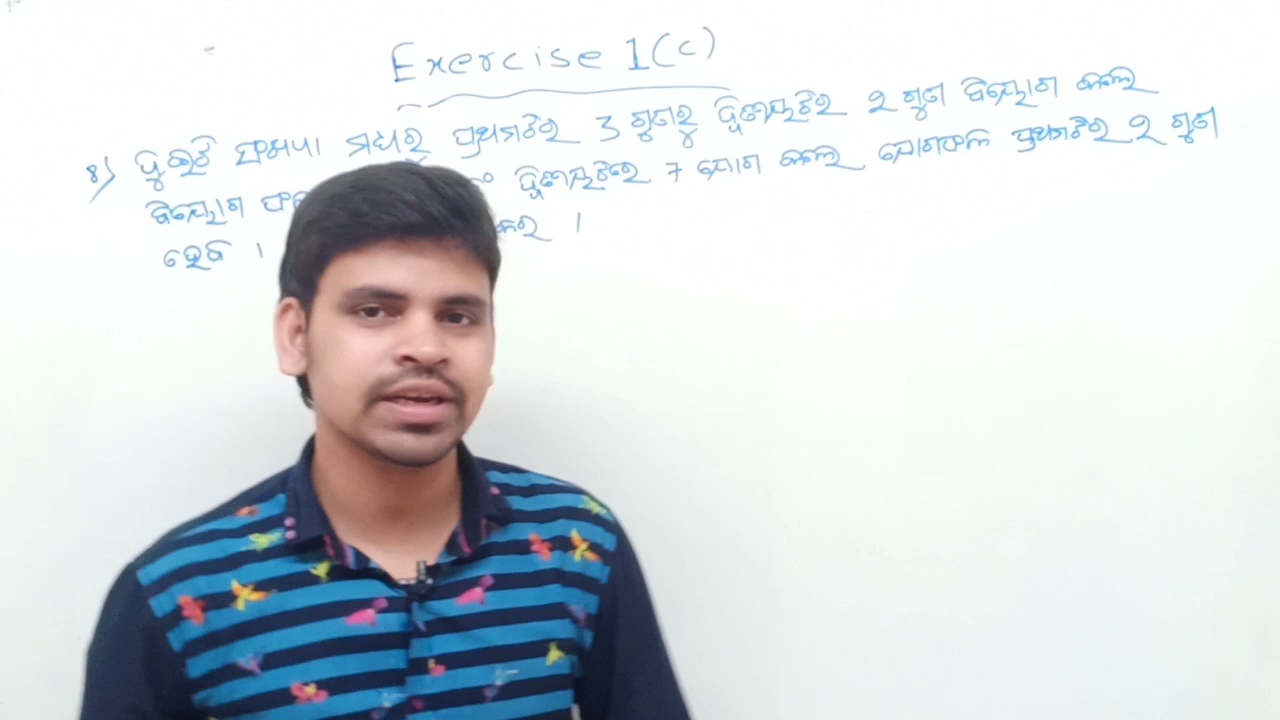 Exercise 1(c)
8) ଦୁଇଟି ସଂଖ୍ୟା ମଧ୍ୟରୁ ପ୍ରଥମଟିର 3 ଗୁଣରୁ ଦ୍ୱିତୀୟଟିର 2 ଗୁଣ ବିୟୋଗ କଲେ
ବିୟୋଗ ଦ୍ୱିତୀୟଟିରେ 7 ଯୋଗ କଲେ ଯୋଗଫଳ ପ୍ରଥମଟିର 2 ଗୁଣ
ହେବ ।